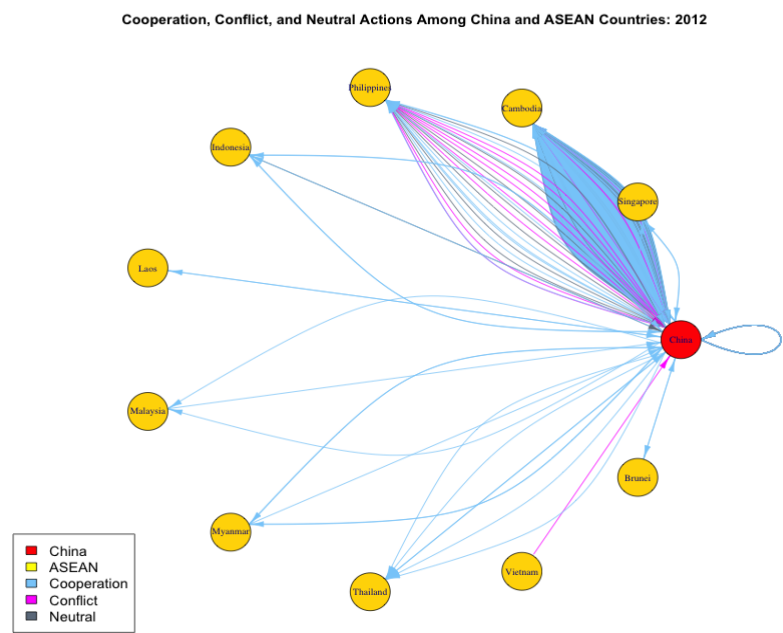 Cooperation, Conflict, and Neutral Actions Among China and ASEAN Countries: 2012
Philippines
Cambodia
Indonesia
Singapore
Laos
China
Malaysia
Brunei
Myanmar
Vietnam
Thailand
China
ASEAN
Cooperation
Conflict
Neutral